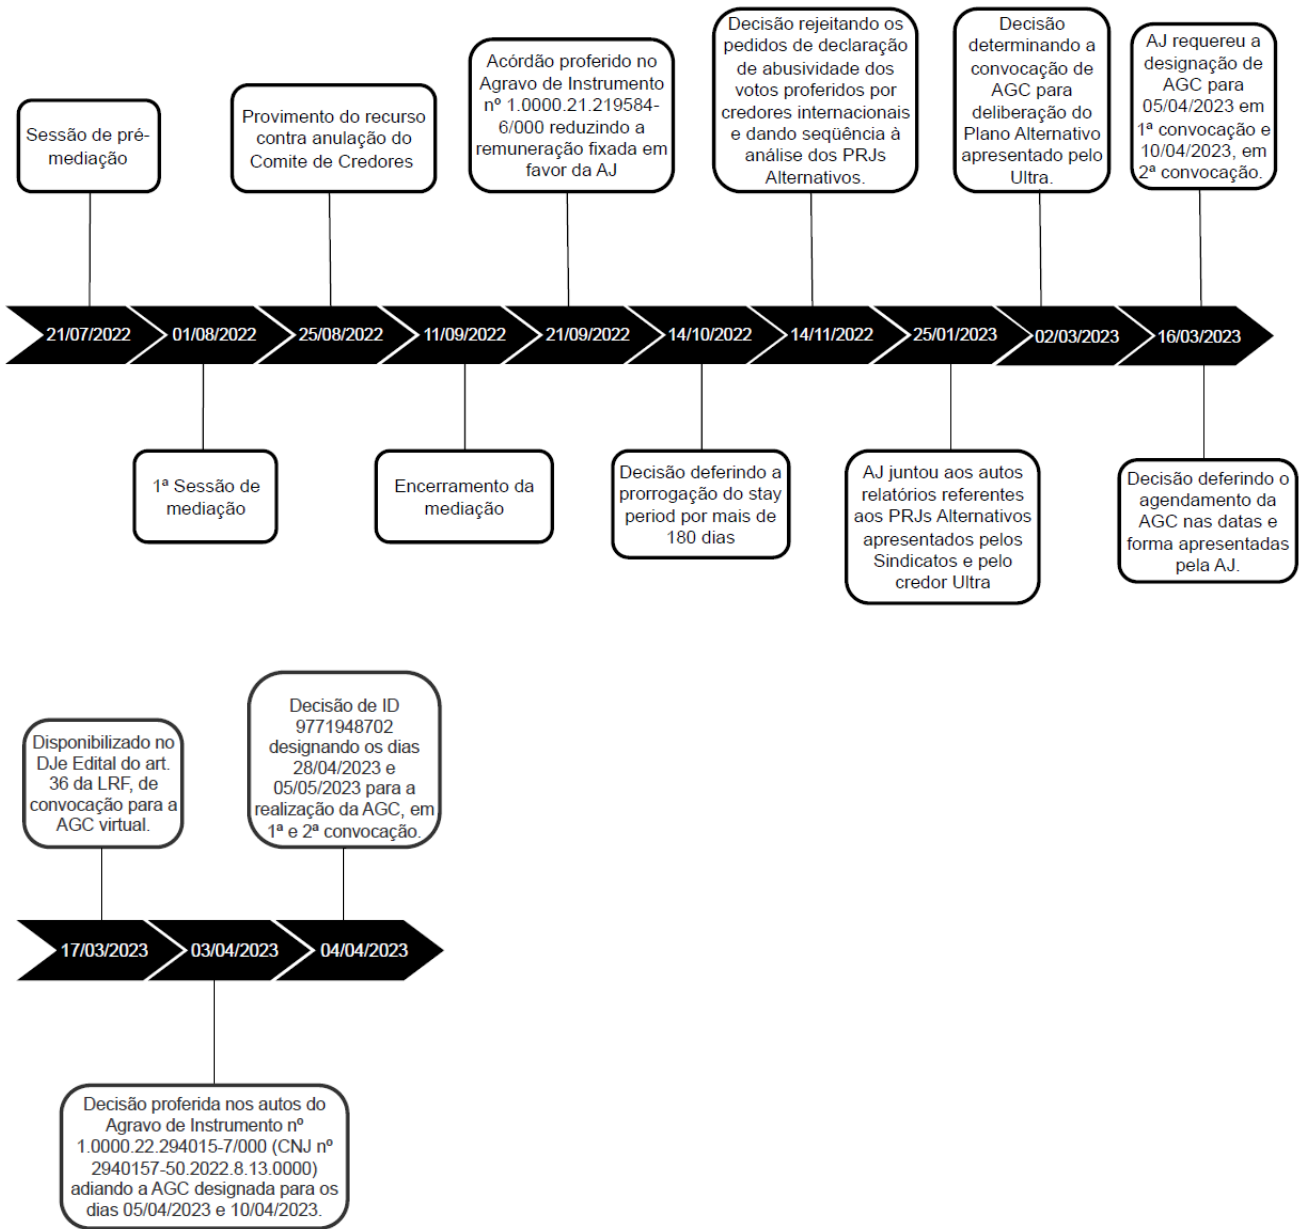 Sessão de pré-
mediação
Provimento do recurso
contra anulação do
Comite de Credores
Acórdão proferido no
Agravo de Instrumento
nº 1.0000.21.219584-
6/000 reduzindo a
remuneração fixada em
favor da AJ
Decisão rejeitando os
pedidos de declaração
de abusividade dos
votos proferidos por
credores internacionais
e dando seqüência à
análise dos PRJs
Alternativos.
Decisão
determinando a
convocação de
AGC para
deliberação do
Plano Alternativo
apresentado pelo
Ultra.
AJ requereu a
designação de
AGC para
05/04/2023 em
1ª convocação e
10/04/2023, em
2ª convocação.
21/07/2022
01/08/2022
25/08/2022
11/09/2022
21/09/2022
14/10/2022
14/11/2022
25/01/2023
02/03/2023
16/03/2023
1ª Sessão de
mediação
Encerramento da
mediação
Decisão deferindo a
prorrogação do stay
period por mais de
180 dias
AJ juntou aos autos
relatórios referentes
aos PRJs Alternativos
apresentados pelos
Sindicatos e pelo
credor Ultra
Decisão deferindo o
agendamento da
AGC nas datas e
forma apresentadas
pela AJ.
Disponibilizado no
DJe Edital do art.
36 da LRF, de
convocação para a
AGC virtual.
Decisão de ID
9771948702
designando os dias
28/04/2023 e
05/05/2023 para a
realização da AGC, em
1ª e 2ª convocação.
17/03/2023
03/04/2023
04/04/2023
Decisão proferida nos autos do
Agravo de Instrumento nº
1.0000.22.294015-7/000 (CNJ nº
2940157-50.2022.8.13.0000)
adiando a AGC designada para os
dias 05/04/2023 e 10/04/2023.